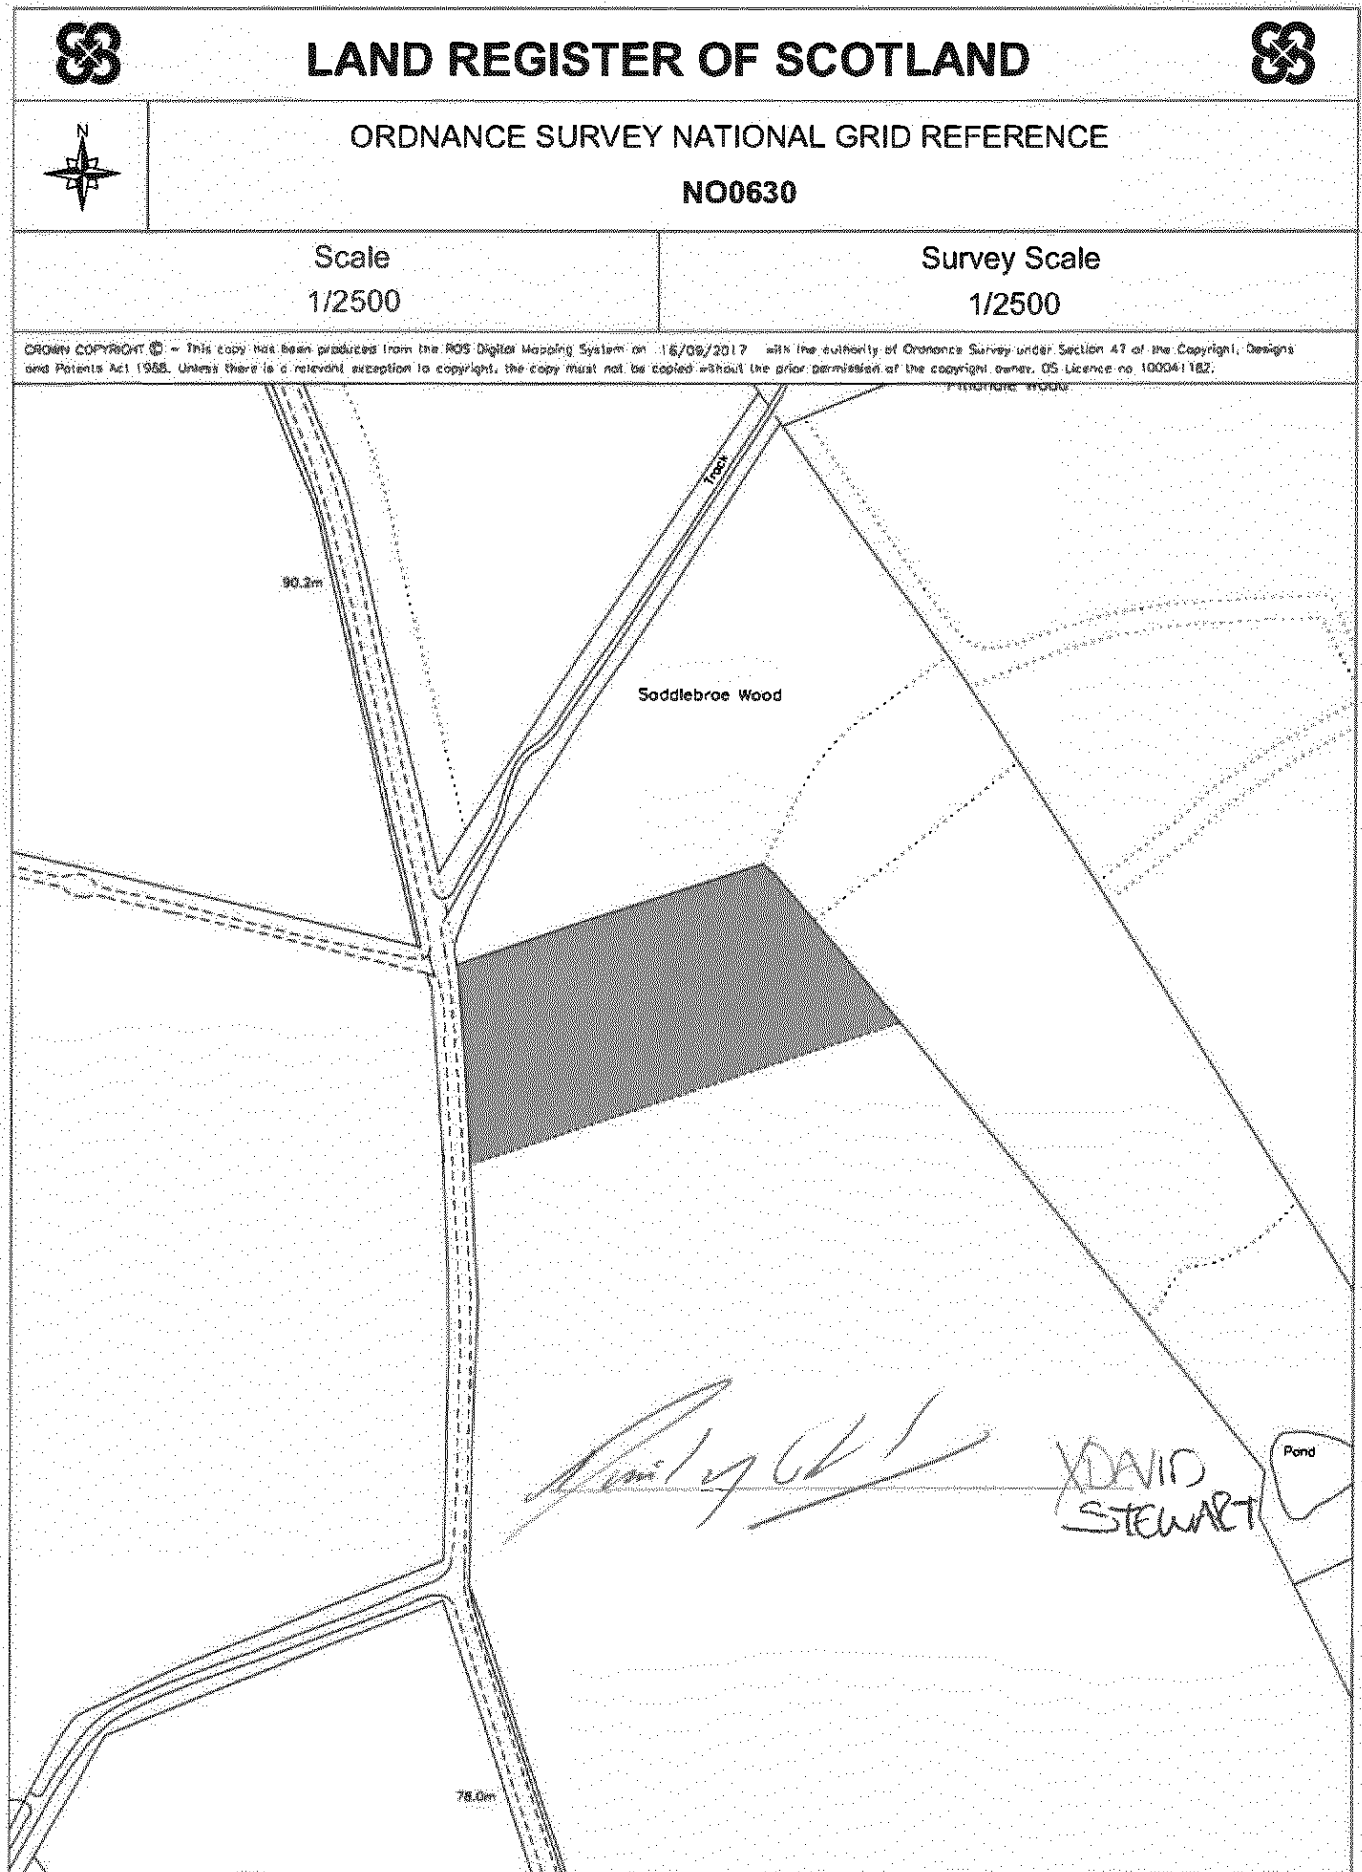 LAND REGISTER OF SCOTLAND
N
ORDNANCE SURVEY NATIONAL GRID REFERENCE
NO0630
Scale
1/2500
Survey Scale
1/2500
CROWN COPYRIGHT © – This copy has been produced from the ROS Digital Mapping System on 16/09/2017 with the authority of Ordnance Survey under Section 47 of the Copyright, Designs
and Patents Act 1988. Unless there is a relevant exception to copyright, the copy must not be copied without the prior permission of the copyright owner. OS Licence no 100041182.
Wood
Track
90.2m
Saddlebrae Wood
Pond
DAVID
STEWART
78.0m